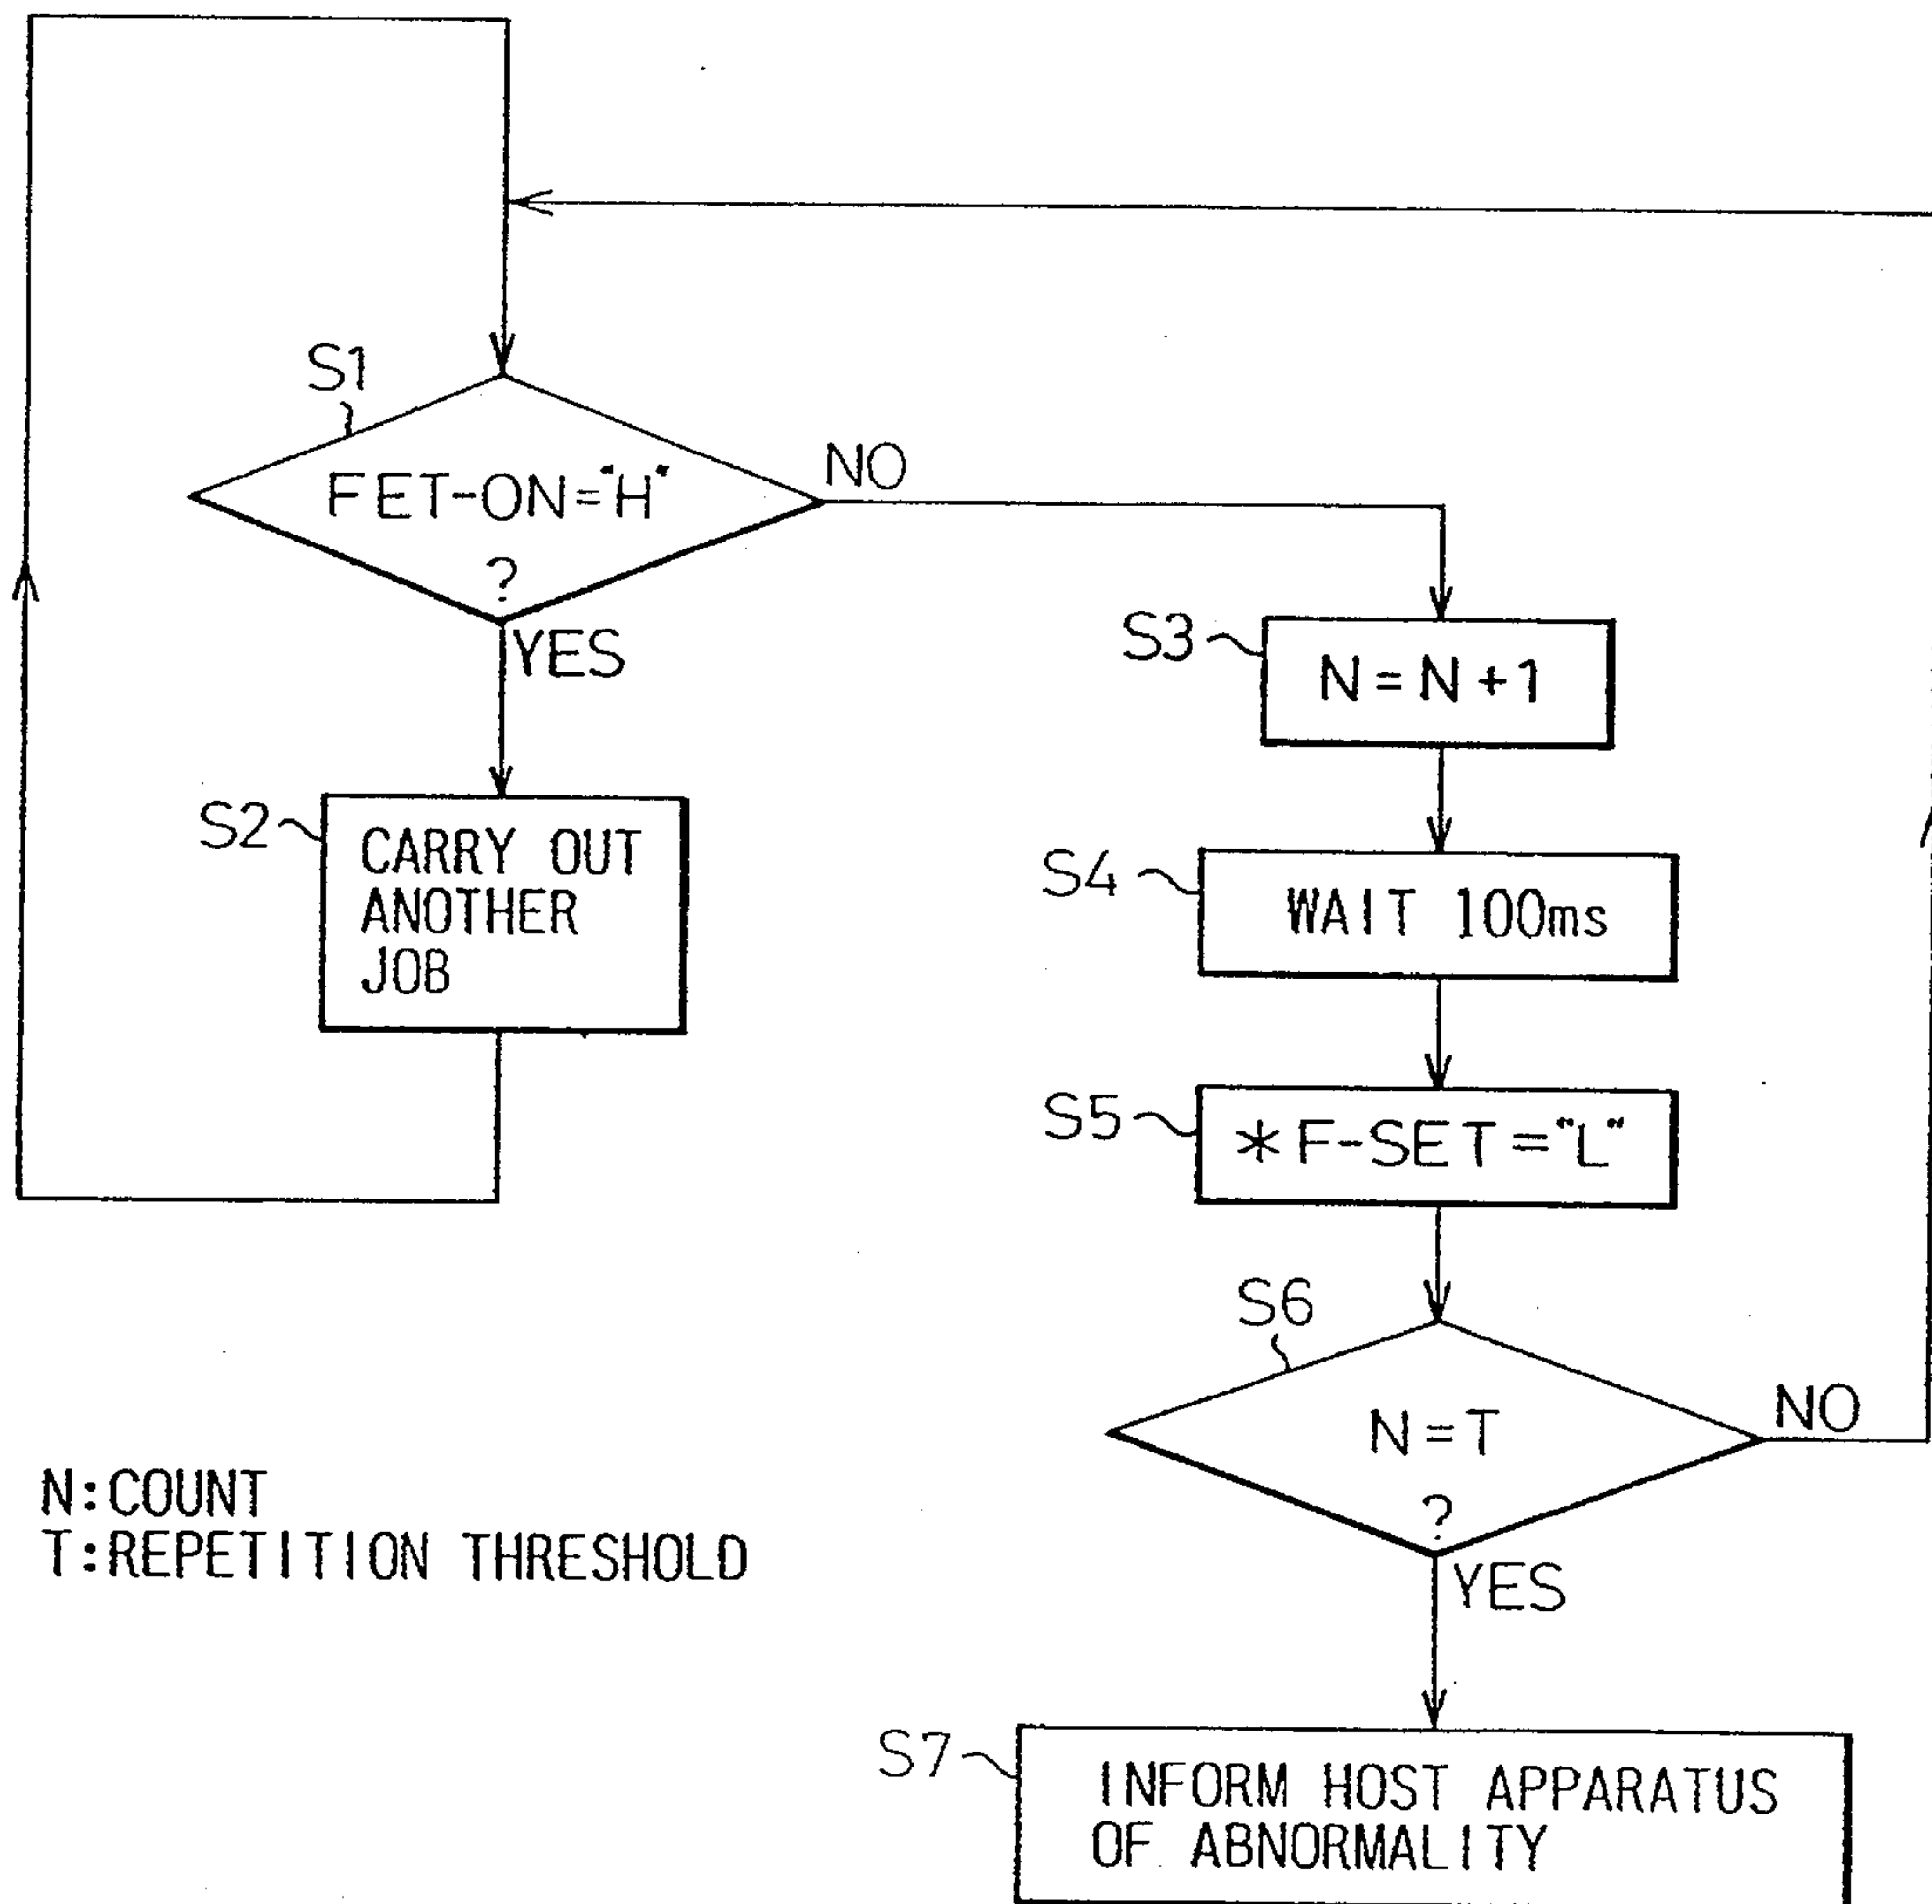 S1
FET-ON="H"
?
NO
YES
S2
CARRY OUT
ANOTHER
JOB
S3
N=N+1
S4
WAIT 100ms
S5
*F-SET="L"
S6
N=T
?
NO
YES
S7
INFORM HOST APPARATUS
OF ABNORMALITY
N:COUNT
T:REPETITION THRESHOLD